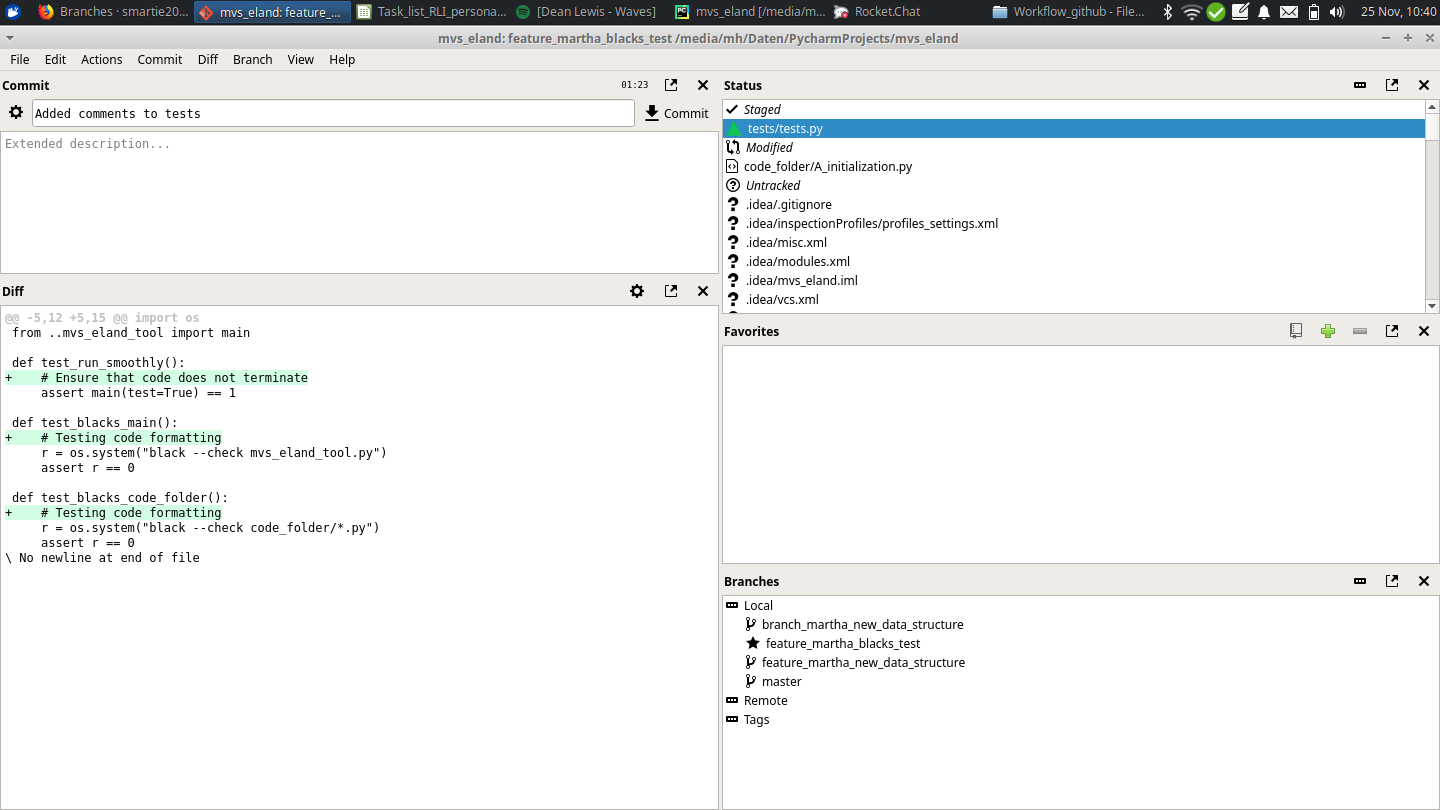 Branches · smartie20...
mvs_eland: feature_...
Task_list_RLI_persona...
[Dean Lewis - Waves]
mvs_eland [/media/m...
Rocket.Chat
Workflow_github - File...
25 Nov, 10:40
mvs_eland: feature_martha_blacks_test /media/mh/Daten/PycharmProjects/mvs_eland
File Edit Actions Commit Diff Branch View Help
Commit
01:23
Added comments to tests
Commit
Extended description...
Diff
@@ -5,12 +5,15 @@ import os
 from ..mvs_eland_tool import main
 def test_run_smoothly():
+    # Ensure that code does not terminate
     assert main(test=True) == 1
 def test_blacks_main():
+    # Testing code formatting
     r = os.system("black --check mvs_eland_tool.py")
     assert r == 0
 def test_blacks_code_folder():
+    # Testing code formatting
     r = os.system("black --check code_folder/*.py")
     assert r == 0
\ No newline at end of file
Status
Staged
tests/tests.py
Modified
code_folder/A_initialization.py
Untracked
.idea/.gitignore
.idea/inspectionProfiles/profiles_settings.xml
.idea/misc.xml
.idea/modules.xml
.idea/mvs_eland.iml
.idea/vcs.xml
Favorites
Branches
Local
branch_martha_new_data_structure
feature_martha_blacks_test
feature_martha_new_data_structure
master
Remote
Tags